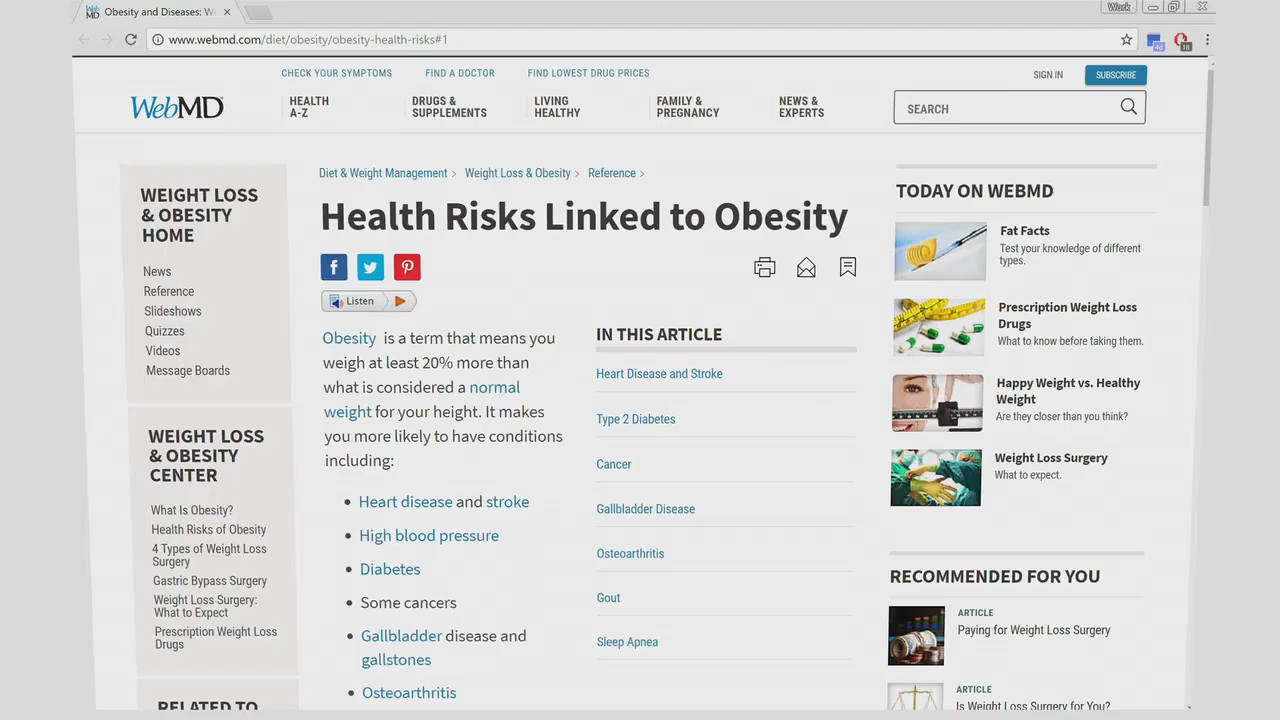 Obesity and Diseases: W
Work
www.webmd.com/diet/obesity/obesity-health-risks#1
4d
18
CHECK YOUR SYMPTOMS
FIND A DOCTOR
FIND LOWEST DRUG PRICES
SIGN IN
SUBSCRIBE
WebMD
HEALTH
A-Z
DRUGS &
SUPPLEMENTS
LIVING
HEALTHY
FAMILY &
PREGNANCY
NEWS &
EXPERTS
SEARCH
WEIGHT LOSS
& OBESITY
HOME
News
Reference
Slideshows
Quizzes
Videos
Message Boards
WEIGHT LOSS
& OBESITY
CENTER
What Is Obesity?
Health Risks of Obesity
4 Types of Weight Loss
Surgery
Gastric Bypass Surgery
Weight Loss Surgery:
What to Expect
Prescription Weight Loss
Drugs
RELATED TO
Diet & Weight Management > Weight Loss & Obesity > Reference >
Health Risks Linked to Obesity
Listen
Obesity is a term that means you
weigh at least 20% more than
what is considered a normal
weight for your height. It makes
you more likely to have conditions
including:
• Heart disease and stroke
• High blood pressure
• Diabetes
• Some cancers
• Gallbladder disease and
gallstones
• Osteoarthritis
IN THIS ARTICLE
Heart Disease and Stroke
Type 2 Diabetes
Cancer
Gallbladder Disease
Osteoarthritis
Gout
Sleep Apnea
TODAY ON WEBMD
Fat Facts
Test your knowledge of different
types.
Prescription Weight Loss
Drugs
What to know before taking them.
Happy Weight vs. Healthy
Weight
Are they closer than you think?
Weight Loss Surgery
What to expect.
RECOMMENDED FOR YOU
ARTICLE
Paying for Weight Loss Surgery
ARTICLE
Is Weight Loss Surgery for You?